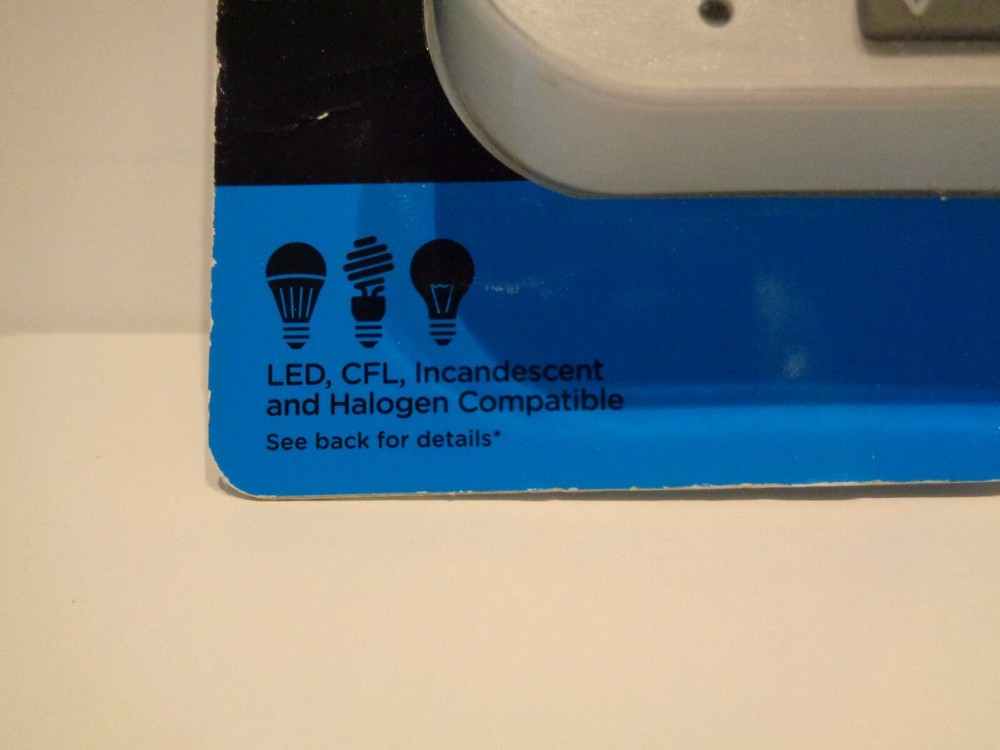 LED, CFL, Incandescent
and Halogen Compatible
See back for details*